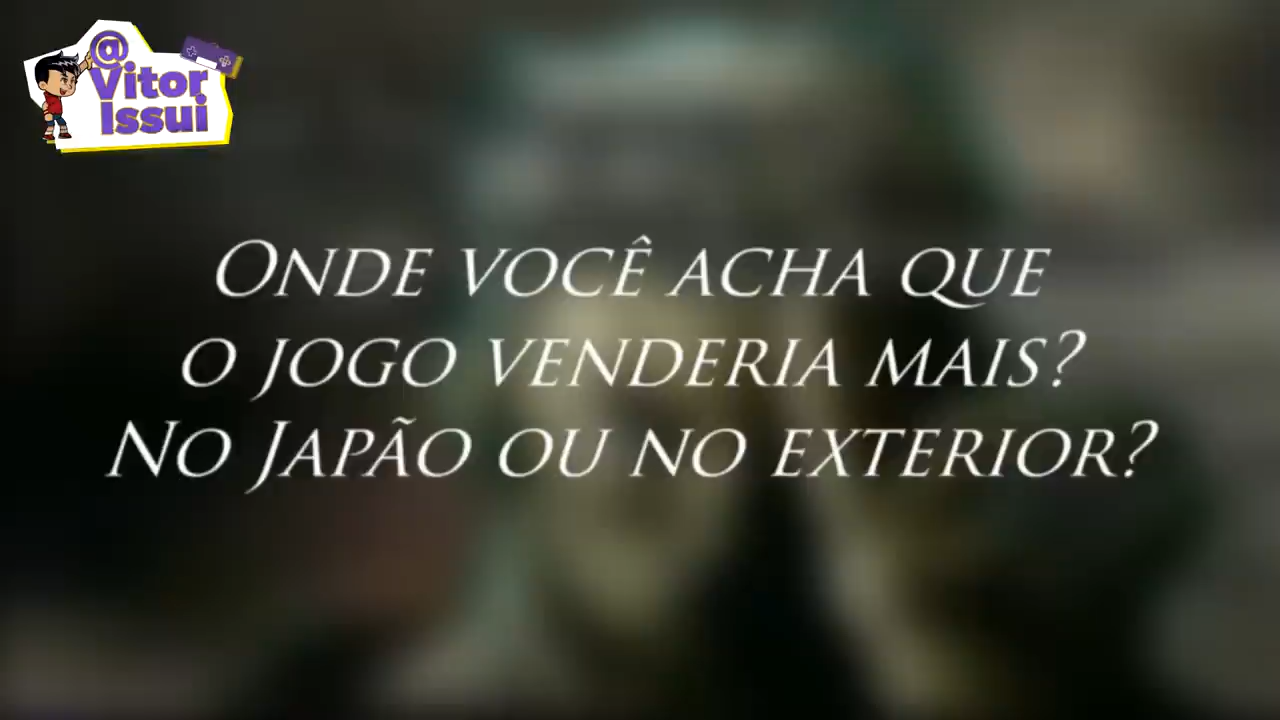 @
Vitor
Issui
Onde você acha que
o jogo venderia mais?
No Japão ou no exterior?